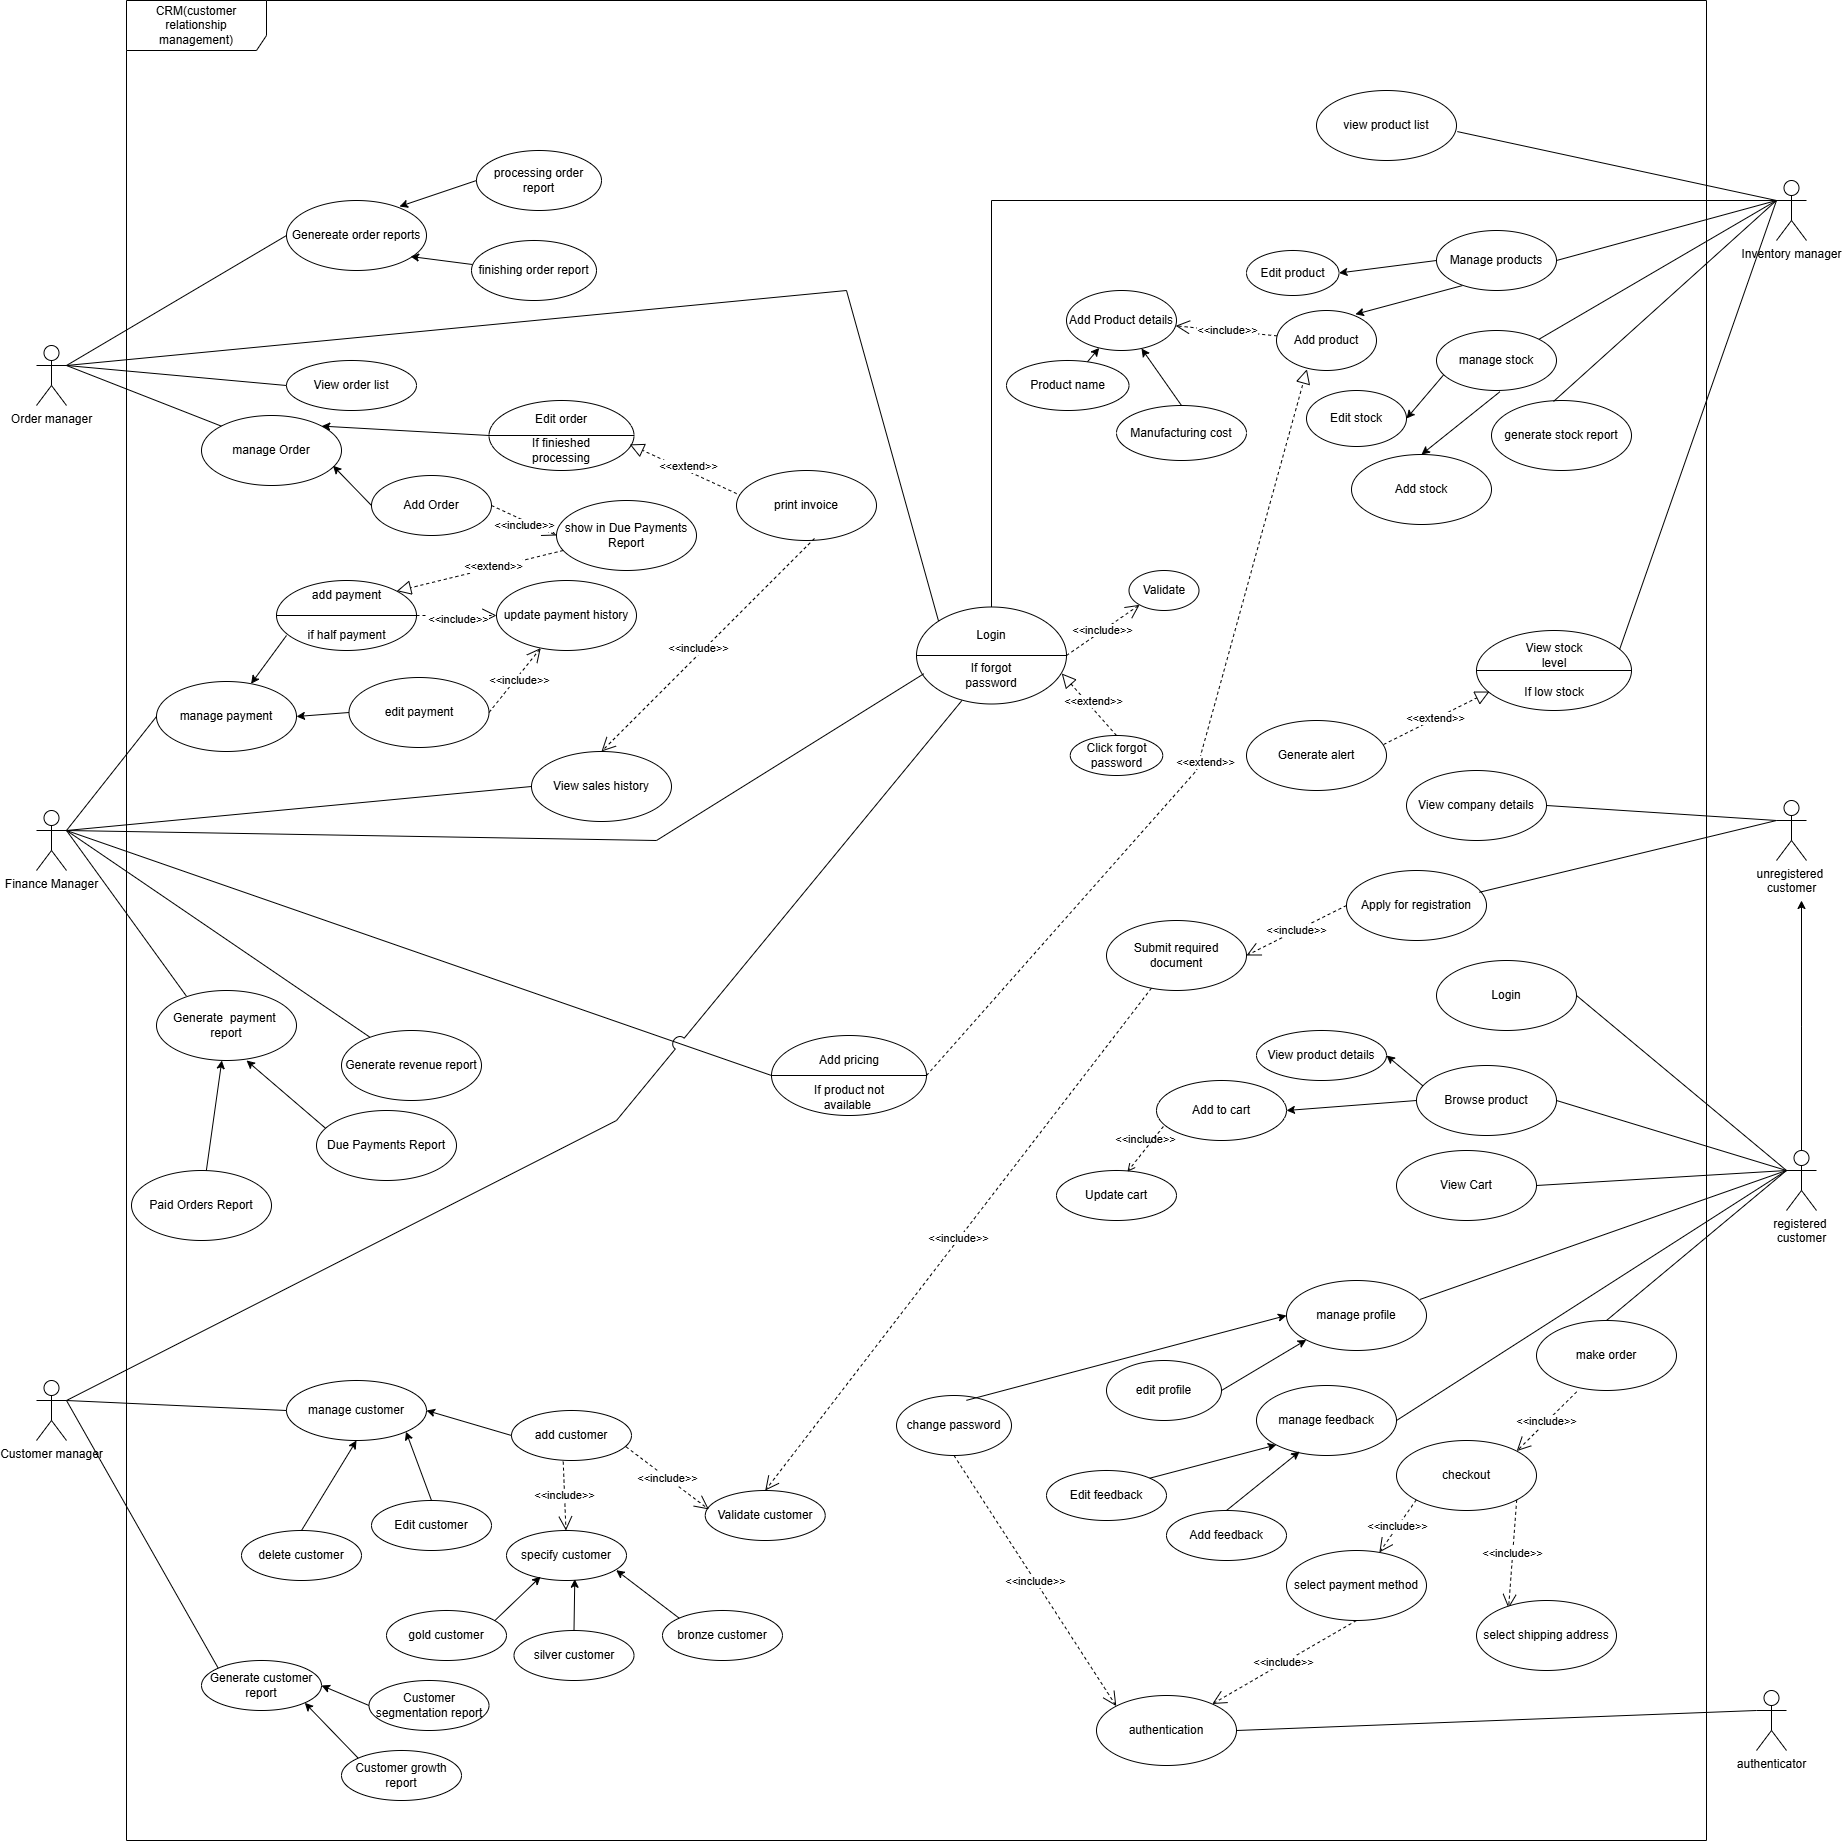 CRM(customer
relationship
management)
view product list
processing order
report
Genereate order reports
finishing order report
Inventory manager
Manage products
Edit product
Add Product details
<<include>>
Add product
Product name
manage stock
Edit stock
Manufacturing cost
generate stock report
Add stock
Order manager
View order list
Edit order
If finieshed
processing
manage Order
<<extend>>
print invoice
Add Order
<<include>>
show in Due Payments
Report
<<extend>>
add payment
if half payment
<<include>>
update payment history
<<include>>
<<include>>
manage payment
edit payment
Validate
<<include>>
Login
If forgot
password
<<extend>>
Click forgot
password
View stock
level
If low stock
<<extend>>
Generate alert
<<extend>>
View sales history
View company details
Finance Manager
unregistered
customer
Apply for registration
<<include>>
Submit required
document
Login
Generate  payment
report
Generate revenue report
Add pricing
If product not
available
View product details
Browse product
Add to cart
<<include>>
Update cart
View Cart
Due Payments Report
Paid Orders Report
registered
customer
<<include>>
manage profile
make order
edit profile
change password
manage feedback
<<include>>
Customer manager
manage customer
add customer
<<include>>
<<include>>
Validate customer
Edit customer
delete customer
specify customer
gold customer
silver customer
bronze customer
Edit feedback
Add feedback
checkout
<<include>>
<<include>>
select payment method
select shipping address
<<include>>
<<include>>
Generate customer
report
Customer
segmentation report
Customer growth
report
authentication
authenticator